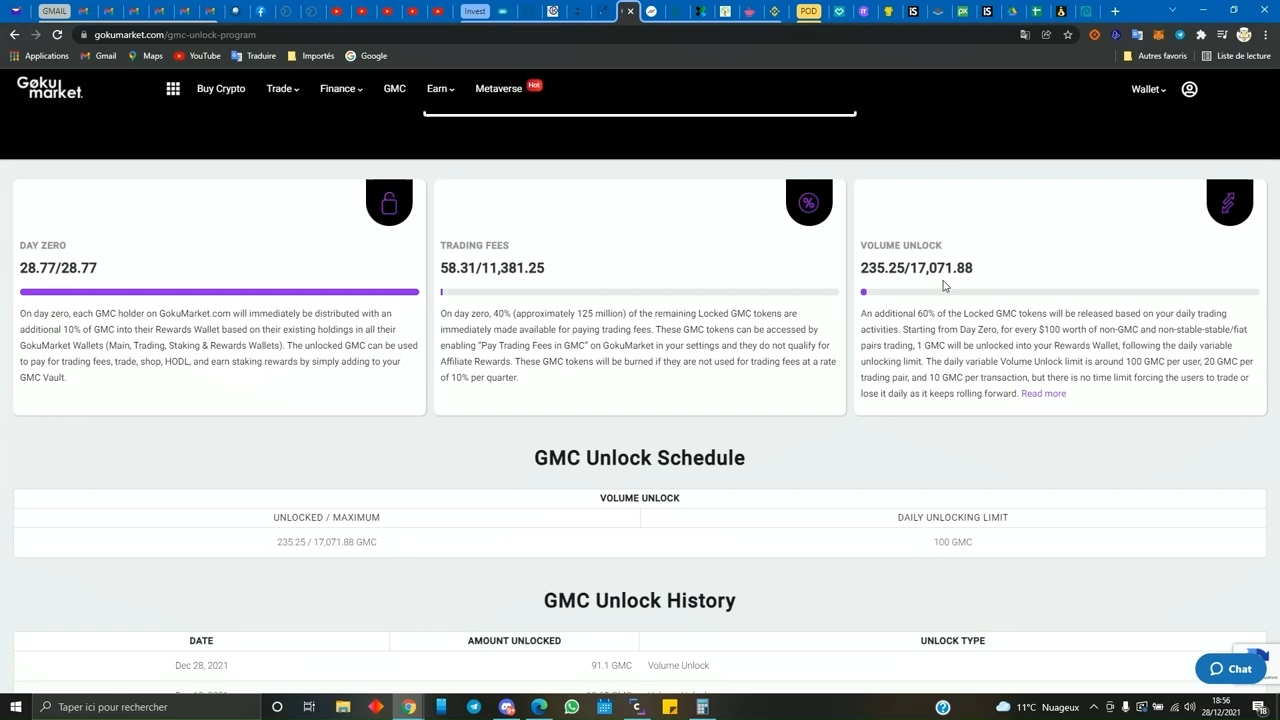 GMAIL
Invest
POD
gokumarket.com/gmc-unlock-program
Applications
Gmail
Maps
YouTube
Traduire
Importés
Google
Autres favoris
Liste de lecture
Gøku
market.
Buy Crypto
Trade
Finance
GMC
Earn
Metaverse
Hot
Wallet
DAY ZERO
28.77/28.77
On day zero, each GMC holder on GokuMarket.com will immediately be distributed with an
additional 10% of GMC into their Rewards Wallet based on their existing holdings in all their
GokuMarket Wallets (Main, Trading, Staking & Rewards Wallets). The unlocked GMC can be used
to pay for trading fees, trade, shop, HODL, and earn staking rewards by simply adding to your
GMC Vault.
TRADING FEES
58.31/11,381.25
On day zero, 40% (approximately 125 million) of the remaining Locked GMC tokens are
immediately made available for paying trading fees. These GMC tokens can be accessed by
enabling “Pay Trading Fees in GMC” on GokuMarket in your settings and they do not qualify for
Affiliate Rewards. These GMC tokens will be burned if they are not used for trading fees at a rate
of 10% per quarter.
VOLUME UNLOCK
235.25/17,071.88
An additional 60% of the Locked GMC tokens will be released based on your daily trading
activities. Starting from Day Zero, for every $100 worth of non-GMC and non-stable-stable/fiat
pairs trading, 1 GMC will be unlocked into your Rewards Wallet, following the daily variable
unlocking limit. The daily variable Volume Unlock limit is around 100 GMC per user, 20 GMC per
trading pair, and 10 GMC per transaction, but there is no time limit forcing the users to trade or
lose it daily as it keeps rolling forward. Read more
GMC Unlock Schedule
VOLUME UNLOCK
UNLOCKED / MAXIMUM
DAILY UNLOCKING LIMIT
235.25 / 17,071.88 GMC
100 GMC
GMC Unlock History
DATE
AMOUNT UNLOCKED
UNLOCK TYPE
Dec 28, 2021
91.1 GMC
Volume Unlock
Chat
Taper ici pour rechercher
11°C Nuageux
18:56
28/12/2021